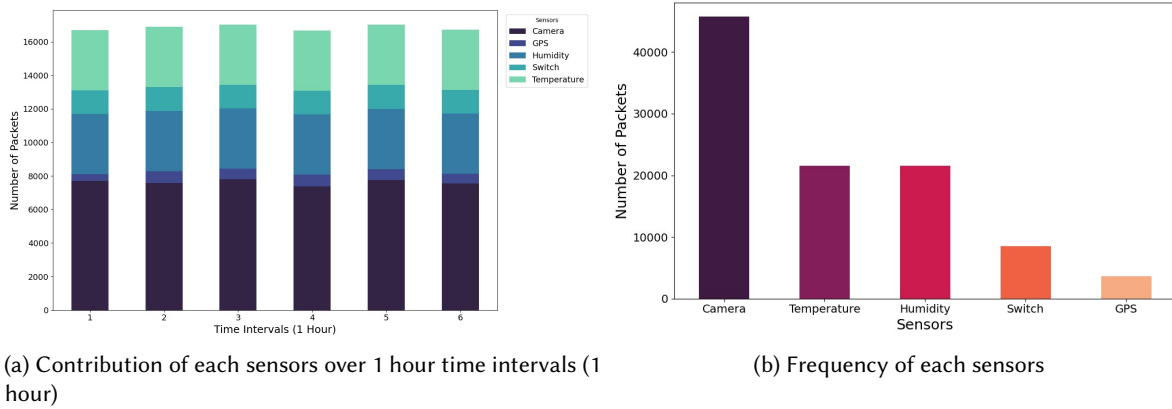 Sensors
Camera
GPS
Humidity
Switch
Temperature
16000
14000
12000
10000
8000
6000
4000
2000
0
Number of Packets
1 2 3 4 5 6
Time Intervals (1 Hour)
(a) Contribution of each sensors over 1 hour time intervals (1
hour)
40000
30000
20000
10000
0
Number of Packets
Camera Temperature Humidity Switch GPS
Sensors
(b) Frequency of each sensors